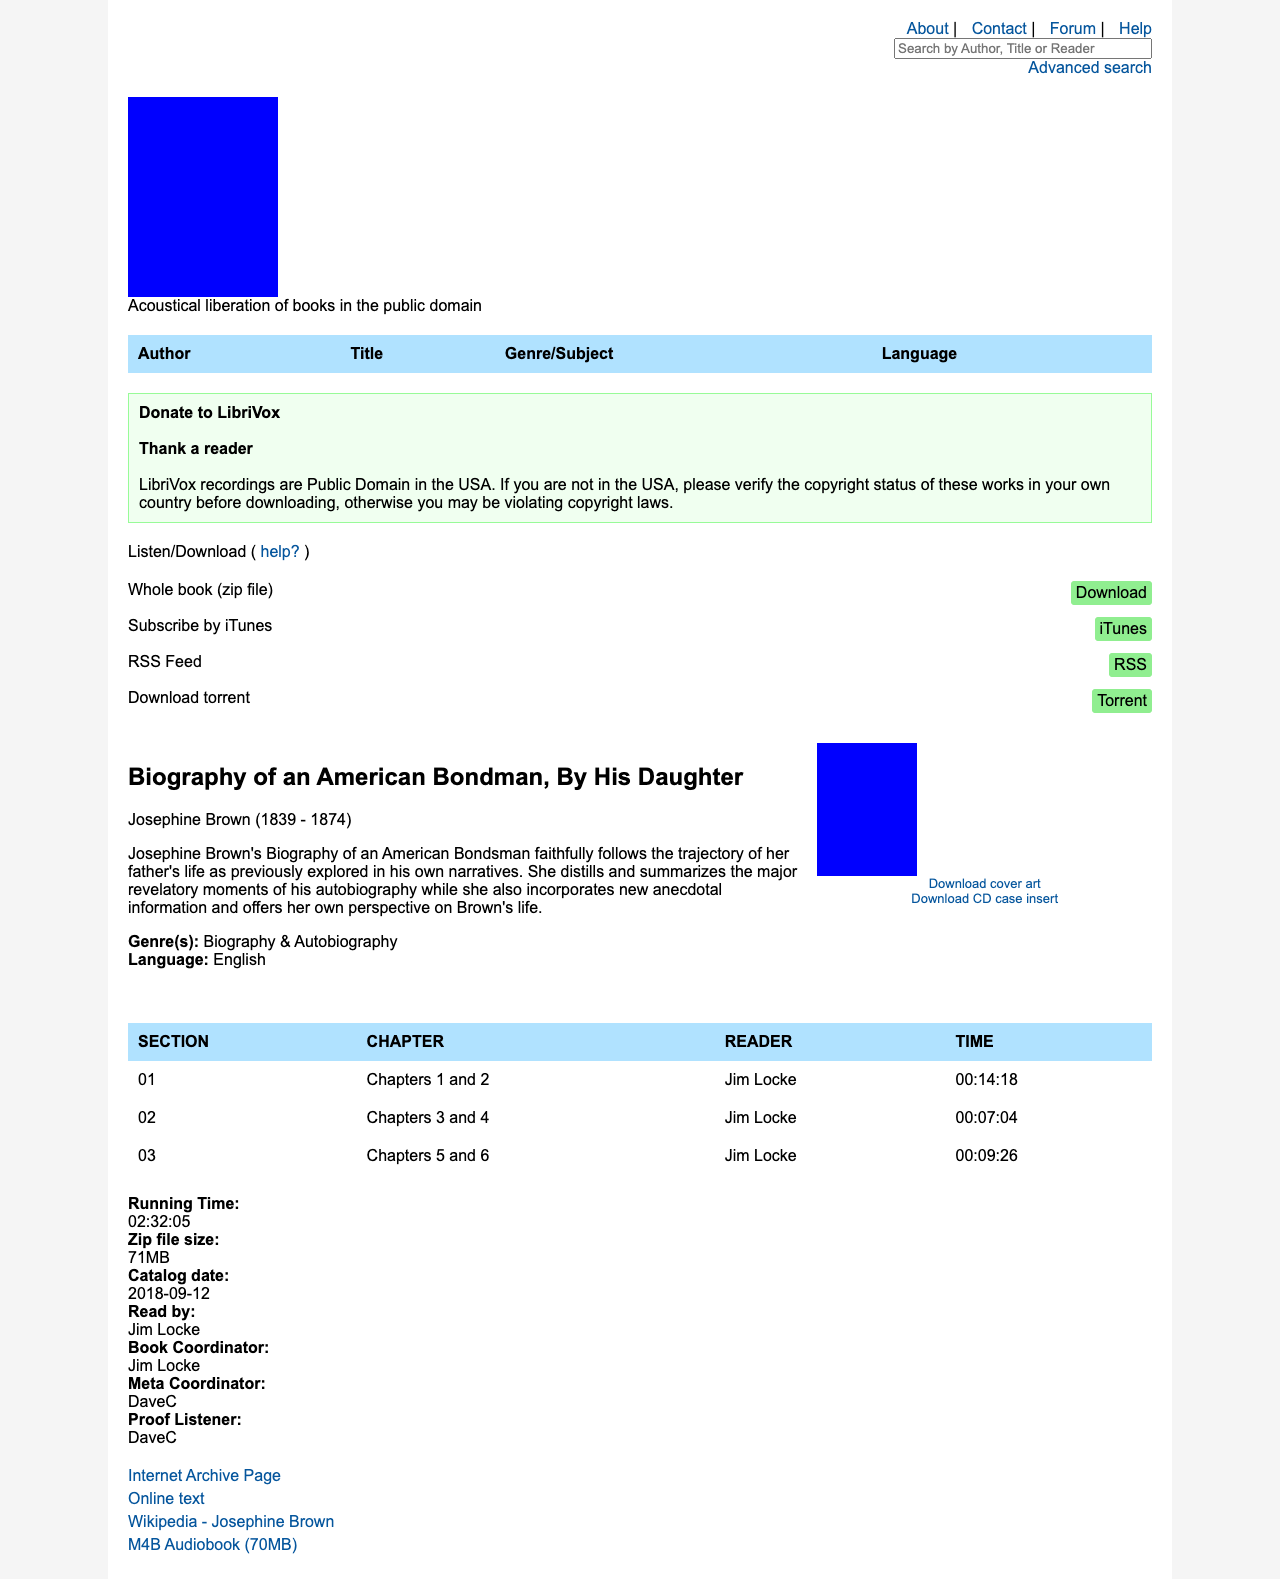 About | Contact | Forum | Help
Search by Author, Title or Reader
Advanced search
Acoustical liberation of books in the public domain
Author Title Genre/Subject Language
Donate to LibriVox
Thank a reader
LibriVox recordings are Public Domain in the USA. If you are not in the USA, please verify the copyright status of these works in your own
country before downloading, otherwise you may be violating copyright laws.
Listen/Download ( help? )
Whole book (zip file) Download
Subscribe by iTunes iTunes
RSS Feed RSS
Download torrent Torrent
Biography of an American Bondman, By His Daughter
Josephine Brown (1839 - 1874)
Josephine Brown's Biography of an American Bondsman faithfully follows the trajectory of her
father's life as previously explored in his own narratives. She distills and summarizes the major
revelatory moments of his autobiography while she also incorporates new anecdotal
information and offers her own perspective on Brown's life.
Genre(s): Biography & Autobiography
Language: English
Download cover art
Download CD case insert
SECTION CHAPTER READER TIME
01 Chapters 1 and 2 Jim Locke 00:14:18
02 Chapters 3 and 4 Jim Locke 00:07:04
03 Chapters 5 and 6 Jim Locke 00:09:26
Running Time:
02:32:05
Zip file size:
71MB
Catalog date:
2018-09-12
Read by:
Jim Locke
Book Coordinator:
Jim Locke
Meta Coordinator:
DaveC
Proof Listener:
DaveC
Internet Archive Page
Online text
Wikipedia - Josephine Brown
M4B Audiobook (70MB)